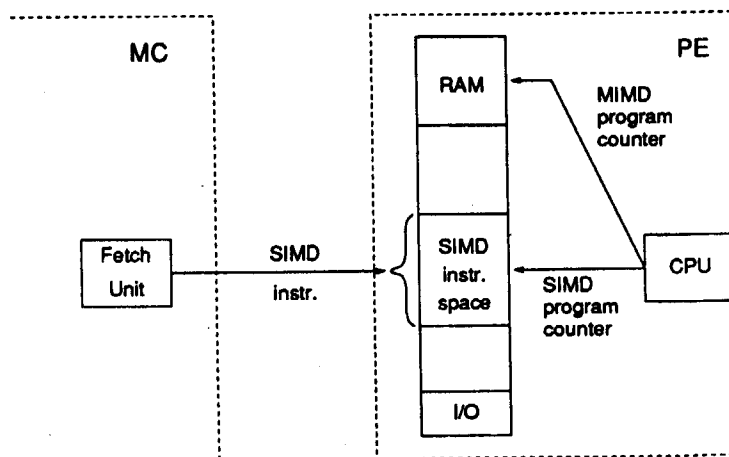 MC
PE
RAM
MIMD
program
counter
Fetch
Unit
SIMD
instr.
SIMD
instr.
space
CPU
SIMD
program
counter
I/O